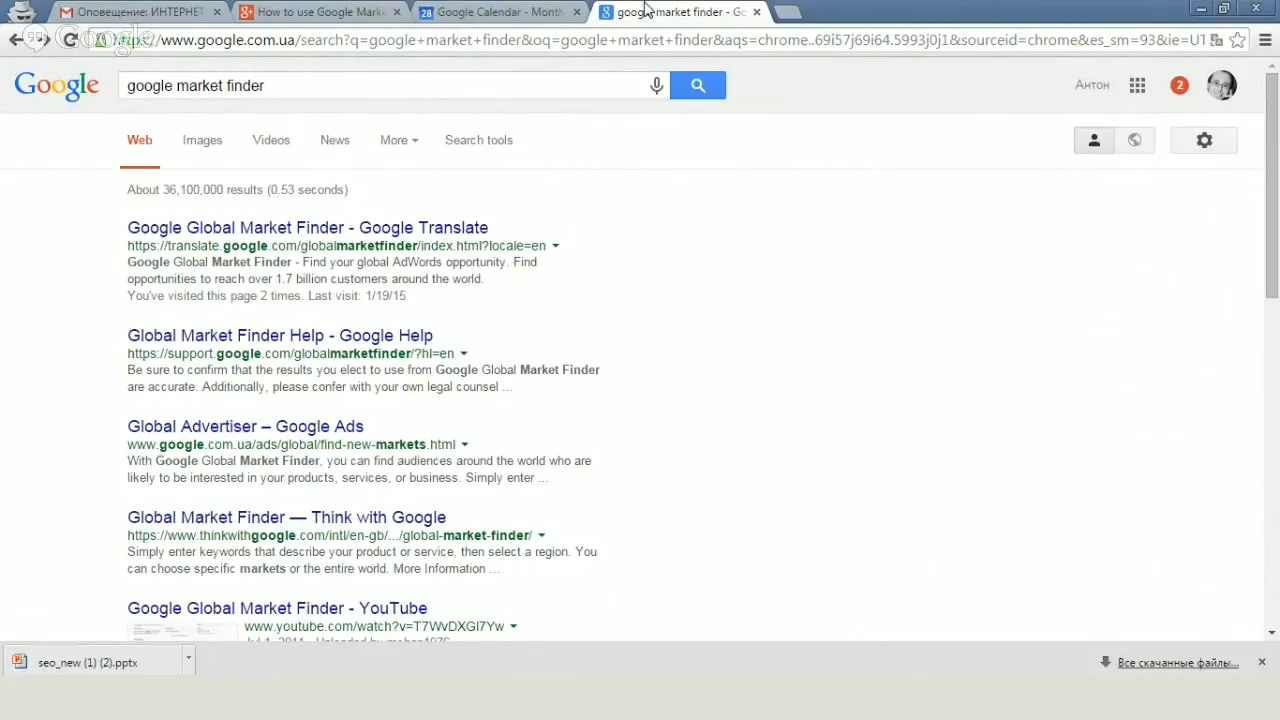 Оповещение: ИНТЕРНЕТ
How to use Google Mark
28 Google Calendar - Month
google market finder - Go
https://www.google.com.ua/search?q=google+market+finder&oq=google+market+finder&aqs=chrome..69i57j69i64.5993j0j1&sourceid=chrome&es_sm=93&ie=UT
Google
google market finder
Антон
2
Web Images Videos News More Search tools
About 36,100,000 results (0.53 seconds)
Google Global Market Finder - Google Translate
https://translate.google.com/globalmarketfinder/index.html?locale=en
Google Global Market Finder - Find your global AdWords opportunity. Find
opportunities to reach over 1.7 billion customers around the world.
You've visited this page 2 times. Last visit: 1/19/15
Global Market Finder Help - Google Help
https://support.google.com/globalmarketfinder/?hl=en
Be sure to confirm that the results you elect to use from Google Global Market Finder
are accurate. Additionally, please confer with your own legal counsel ...
Global Advertiser – Google Ads
www.google.com.ua/ads/global/find-new-markets.html
With Google Global Market Finder, you can find audiences around the world who are
likely to be interested in your products, services, or business. Simply enter ...
Global Market Finder — Think with Google
https://www.thinkwithgoogle.com/intl/en-gb/.../global-market-finder/
Simply enter keywords that describe your product or service, then select a region. You
can choose specific markets or the entire world. More Information ...
Google Global Market Finder - YouTube
www.youtube.com/watch?v=T7WvDXGl7Yw
seo_new (1) (2).pptx
Все скачанные файлы...